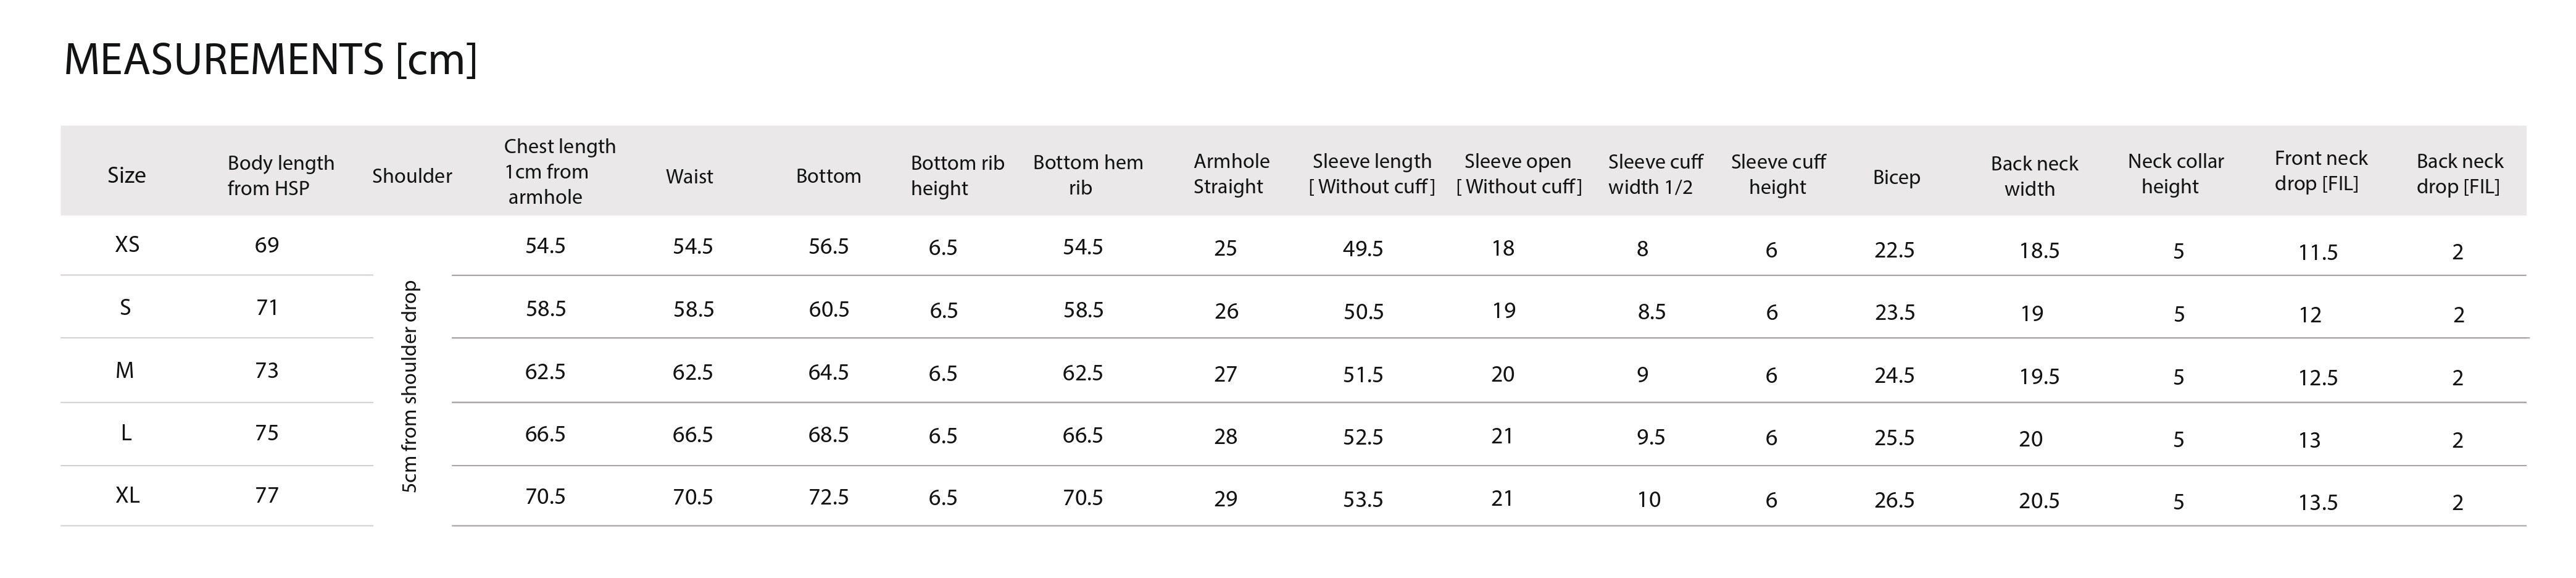 MEASUREMENTS [cm]
Size Body length from HSP Shoulder Chest length 1cm from armhole Waist Bottom Bottom rib height Bottom hem rib Armhole Straight Sleeve length [ Without cuff] Sleeve open [ Without cuff] Sleeve cuff width 1/2 Sleeve cuff height Bicep Back neck width Neck collar height Front neck drop [FIL] Back neck drop [FIL]
XS 69 54.5 54.5 56.5 6.5 54.5 25 49.5 18 8 6 22.5 18.5 5 11.5 2
S 71 58.5 58.5 60.5 6.5 58.5 26 50.5 19 8.5 6 23.5 19 5 12 2
M 73 62.5 62.5 64.5 6.5 62.5 27 51.5 20 9 6 24.5 19.5 5 12.5 2
L 75 66.5 66.5 68.5 6.5 66.5 28 52.5 21 9.5 6 25.5 20 5 13 2
XL 77 70.5 70.5 72.5 6.5 70.5 29 53.5 21 10 6 26.5 20.5 5 13.5 2
5cm from shoulder drop